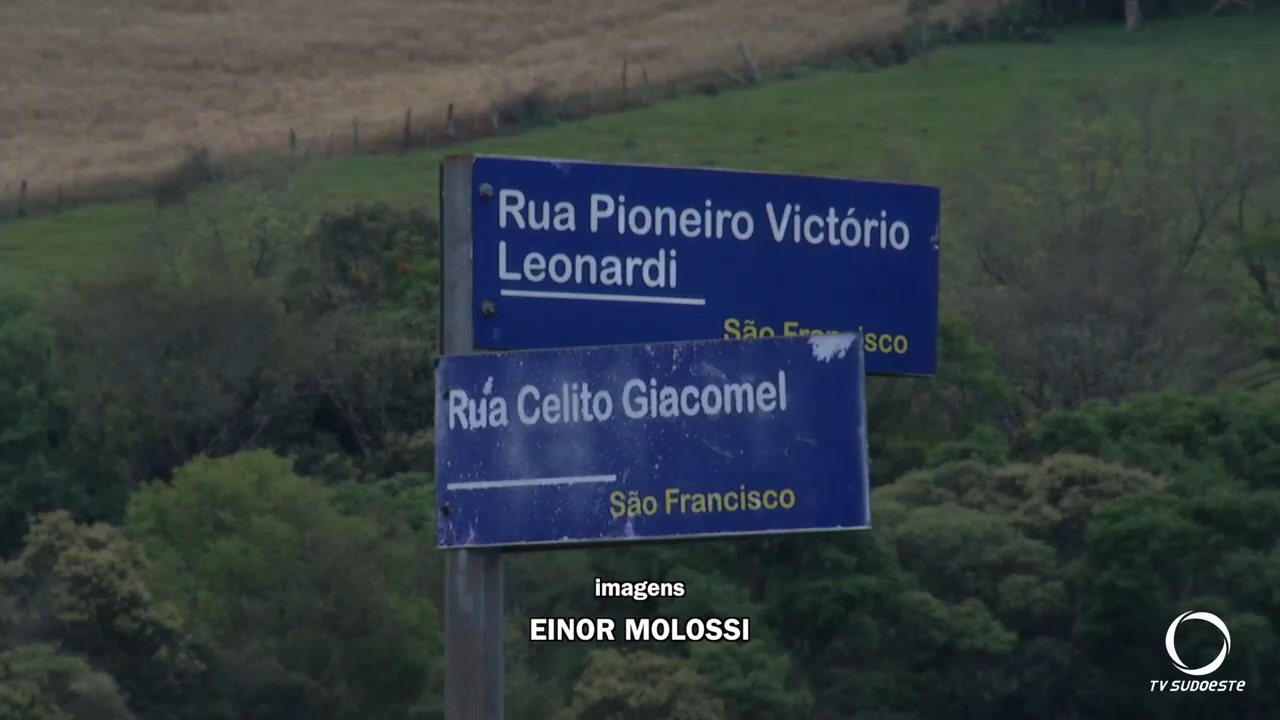 Rua Pioneiro Victório
Leonardi
São Francisco
Rua Celito Giacomel
São Francisco
imagens
EINOR MOLOSSI
TV SUDOESTE